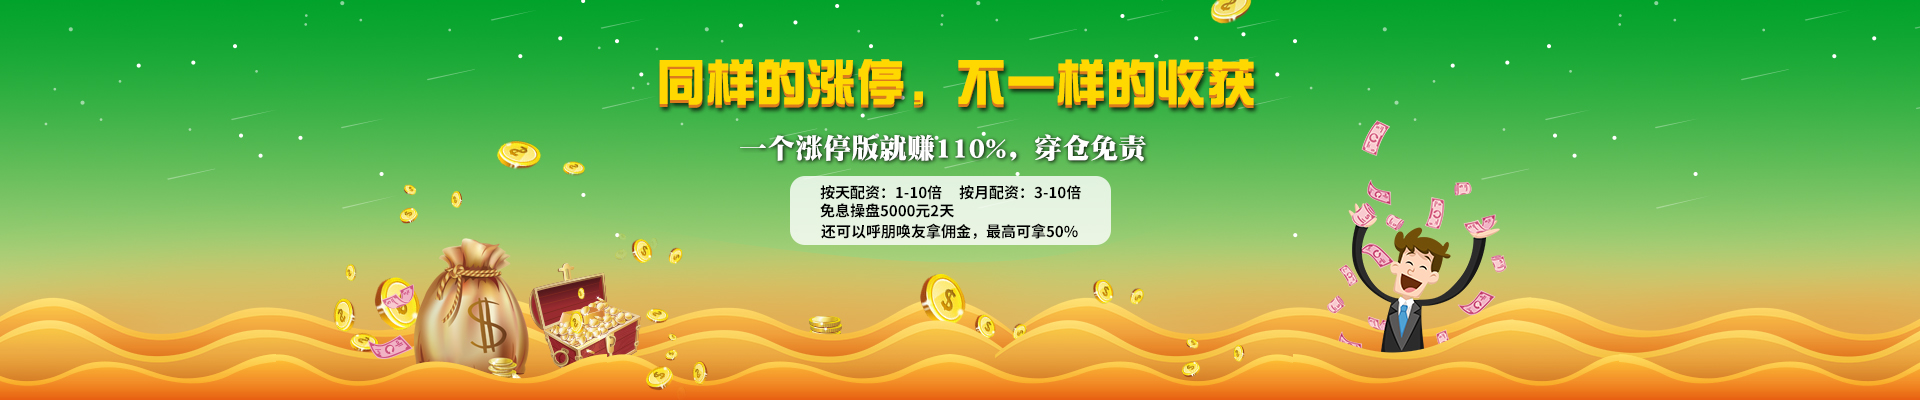 同样的涨停，不一样的收获
一个涨停版就赚110%，穿仓免责
按天配资：1-10倍　按月配资：3-10倍
免息操盘5000元2天
还可以呼朋唤友拿佣金，最高可拿50%